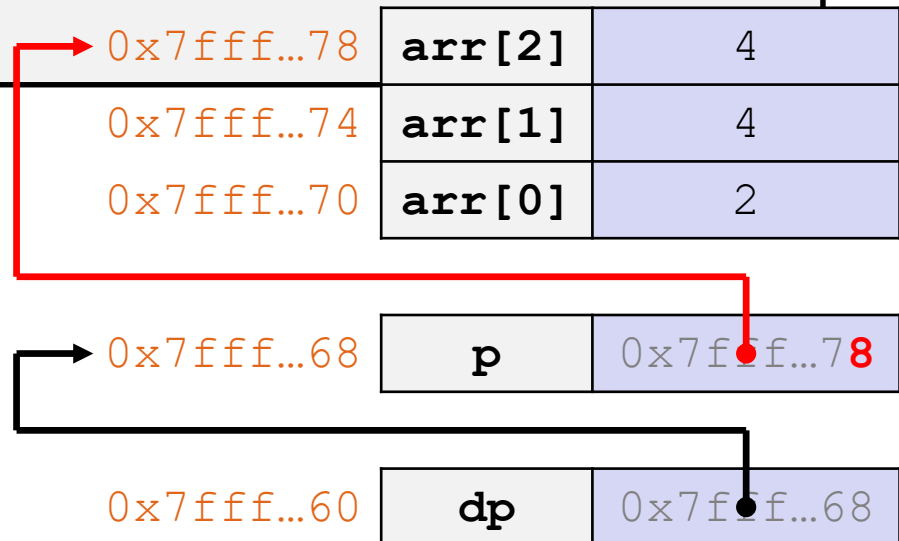 0x7fff…78 arr[2] 4
0x7fff…74 arr[1] 4
0x7fff…70 arr[0] 2
0x7fff…68 p 0x7fff…78
0x7fff…60 dp 0x7fff…68